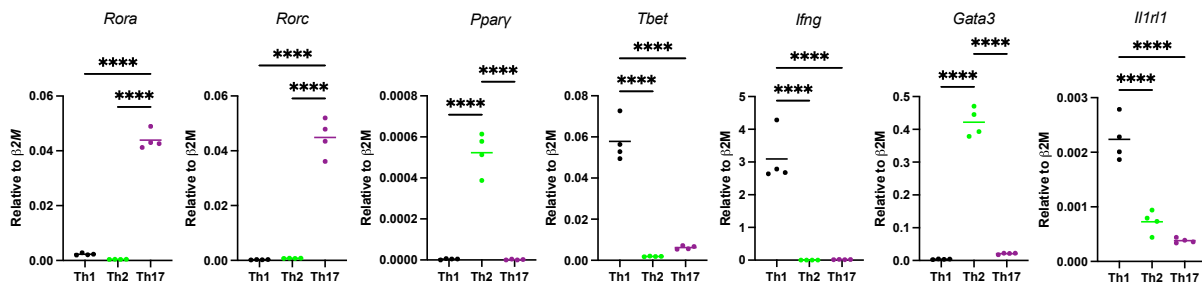 Rora
****
****
Relative to β2M
0.06
0.04
0.02
0.00
Th1 Th2 Th17
Rorc
****
****
Relative to β2M
0.06
0.04
0.02
0.00
Th1 Th2 Th17
Pparγ
****
****
Relative to β2M
0.0008
0.0006
0.0004
0.0002
0.0000
Th1 Th2 Th17
Tbet
****
****
Relative to β2M
0.08
0.06
0.04
0.02
0.00
Th1 Th2 Th17
Ifng
****
****
Relative to β2M
5
4
3
2
1
0
Th1 Th2 Th17
Gata3
****
****
Relative to β2M
0.5
0.4
0.3
0.2
0.1
0.0
Th1 Th2 Th17
Il1rl1
****
****
Relative to β2M
0.003
0.002
0.001
0.000
Th1 Th2 Th17